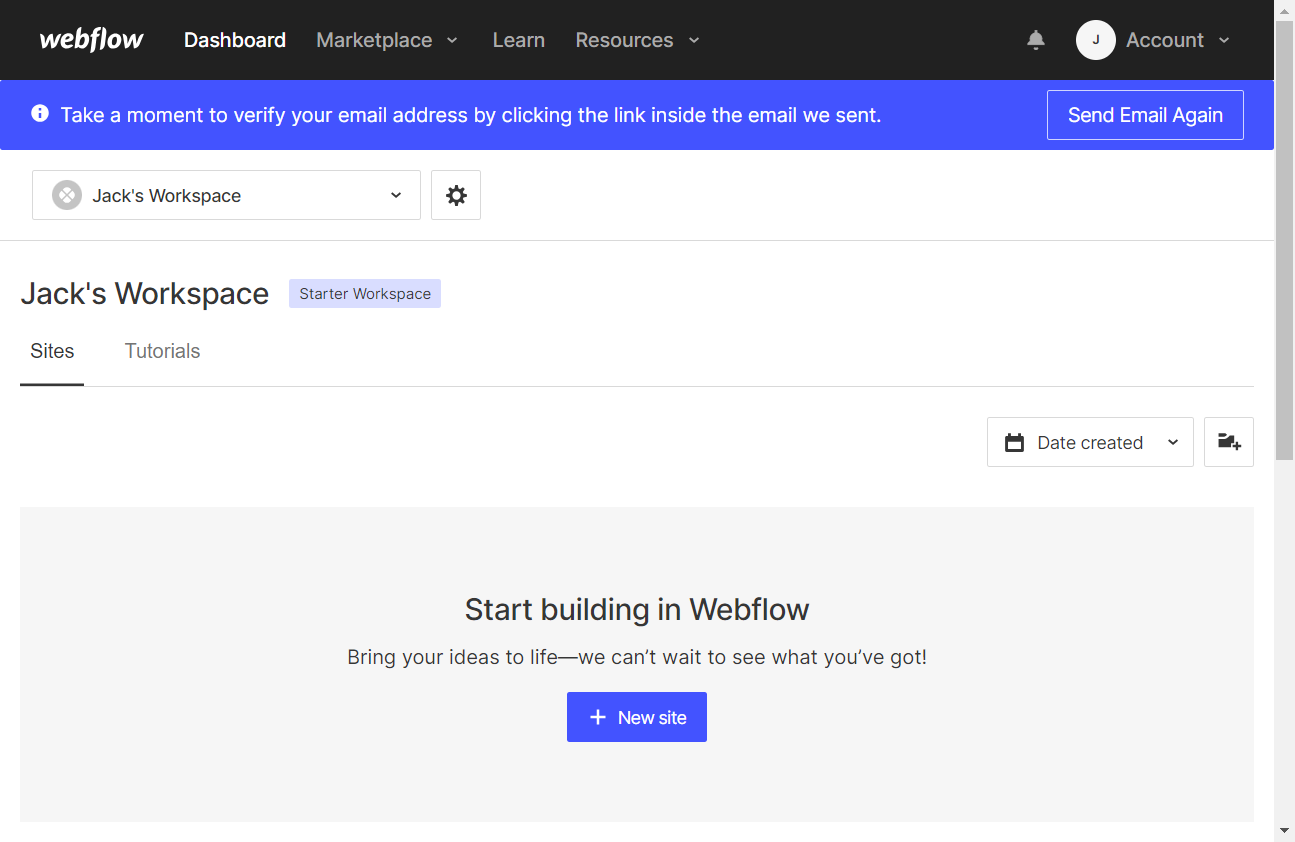 webflow Dashboard Marketplace Learn Resources J Account
Take a moment to verify your email address by clicking the link inside the email we sent. Send Email Again
Jack's Workspace
Jack's Workspace Starter Workspace
Sites Tutorials
Date created
Start building in Webflow
Bring your ideas to life—we can’t wait to see what you’ve got!
New site